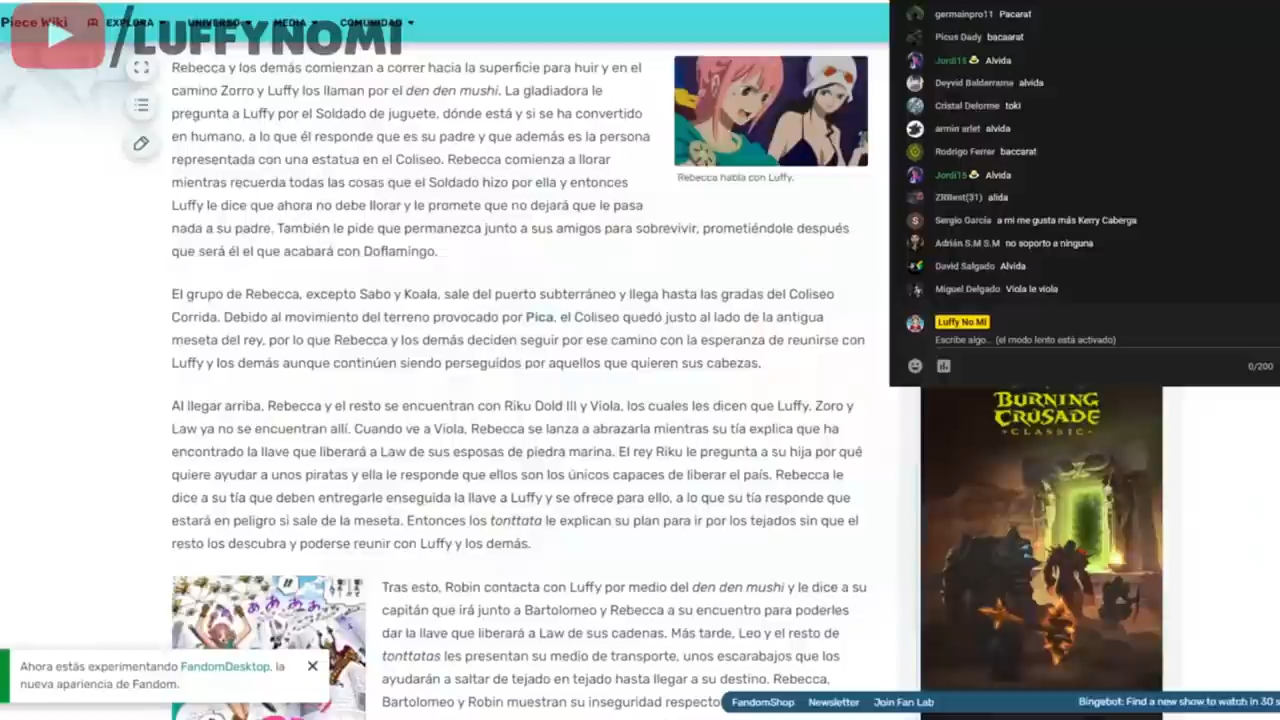 Piece Wiki
EXPLORA
UNIVERSO
MEDIA
COMUNIDAD
/LUFFYNOMI
Rebecca y los demás comienzan a correr hacia la superficie para huir y en el
camino Zorro y Luffy los llaman por el den den mushi. La gladiadora le
pregunta a Luffy por el Soldado de juguete, dónde está y si se ha convertido
en humano, a lo que él responde que es su padre y que además es la persona
representada con una estatua en el Coliseo. Rebecca comienza a llorar
mientras recuerda todas las cosas que el Soldado hizo por ella y entonces
Luffy le dice que ahora no debe llorar y le promete que no dejará que le pasa
nada a su padre. También le pide que permanezca junto a sus amigos para sobrevivir, prometiéndole después
que será él el que acabará con Doflamingo.
Rebecca habla con Luffy.
El grupo de Rebecca, excepto Sabo y Koala, sale del puerto subterráneo y llega hasta las gradas del Coliseo
Corrida. Debido al movimiento del terreno provocado por Pica, el Coliseo quedó justo al lado de la antigua
meseta del rey, por lo que Rebecca y los demás deciden seguir por ese camino con la esperanza de reunirse con
Luffy y los demás aunque continúen siendo perseguidos por aquellos que quieren sus cabezas.
Al llegar arriba, Rebecca y el resto se encuentran con Riku Dold III y Viola, los cuales les dicen que Luffy, Zoro y
Law ya no se encuentran allí. Cuando ve a Viola, Rebecca se lanza a abrazarla mientras su tía explica que ha
encontrado la llave que liberará a Law de sus esposas de piedra marina. El rey Riku le pregunta a su hija por qué
quiere ayudar a unos piratas y ella le responde que ellos son los únicos capaces de liberar el país. Rebecca le
dice a su tía que deben entregarle enseguida la llave a Luffy y se ofrece para ello, a lo que su tía responde que
estará en peligro si sale de la meseta. Entonces los tonttata le explican su plan para ir por los tejados sin que el
resto los descubra y poderse reunir con Luffy y los demás.
Tras esto, Robin contacta con Luffy por medio del den den mushi y le dice a su
capitán que irá junto a Bartolomeo y Rebecca a su encuentro para poderles
dar la llave que liberará a Law de sus cadenas. Más tarde, Leo y el resto de
tonttatas les presentan su medio de transporte, unos escarabajos que los
ayudarán a saltar de tejado en tejado hasta llegar a su destino. Rebecca,
Bartolomeo y Robin muestran su inseguridad respecto
Ahora estás experimentando FandomDesktop, la
nueva apariencia de Fandom.
germainpro11 Pacarat
Picus Dady bacaarat
Jordi15 Alvida
Deyvid Balderrama alvida
Cristal Delorme toki
armin arlet alvida
Rodrigo Ferrer baccarat
Jordi15 Alvida
ZRBest(31) alida
Sergio García a mi me gusta más Kerry Caberga
Adrián S.M S.M no soporto a ninguna
David Salgado Alvida
Miguel Delgado Viola le viola
Luffy No Mi
Escribe algo... (el modo lento está activado)
0/200
BURNING
CRUSADE
CLASSIC
FandomShop Newsletter Join Fan Lab
Bingebot: Find a new show to watch in 30 s